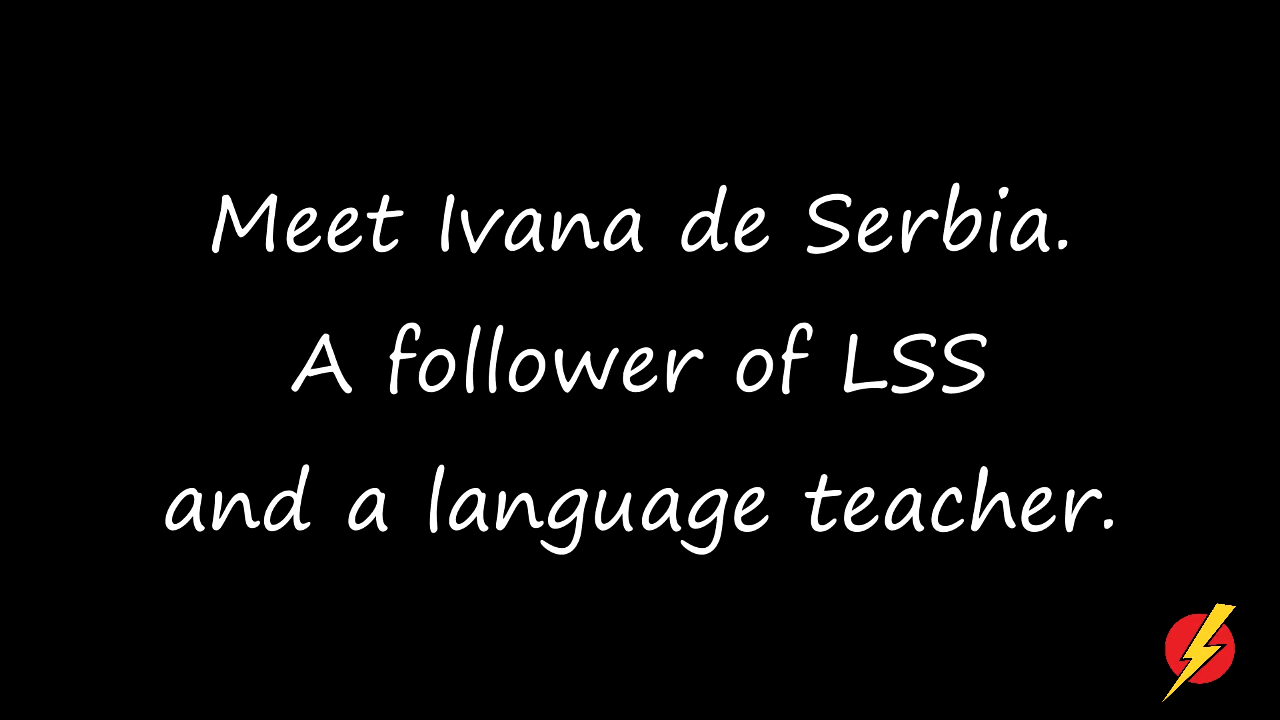 Meet Ivana de Serbia.
A follower of LSS
and a language teacher.